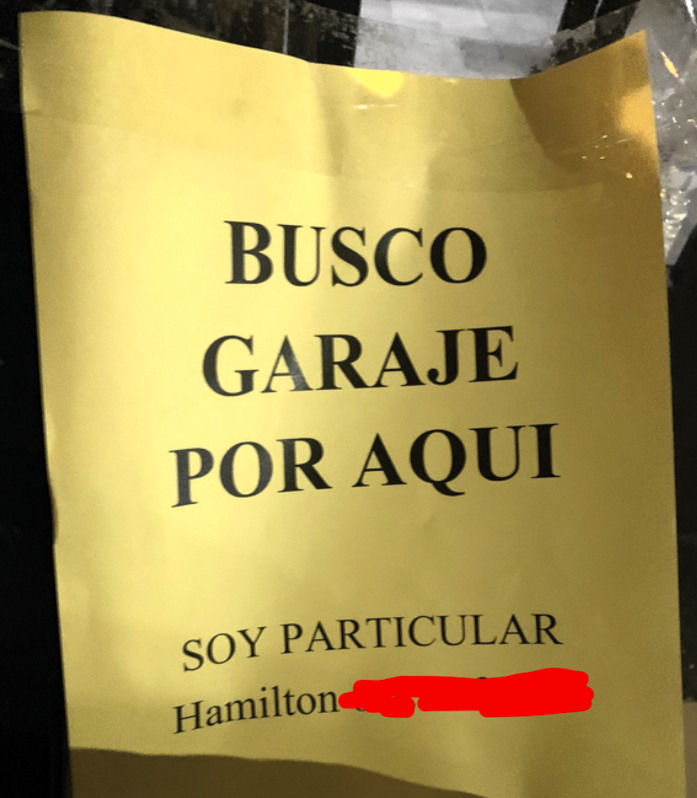 BUSCO
GARAJE
POR AQUI
SOY PARTICULAR
Hamilton